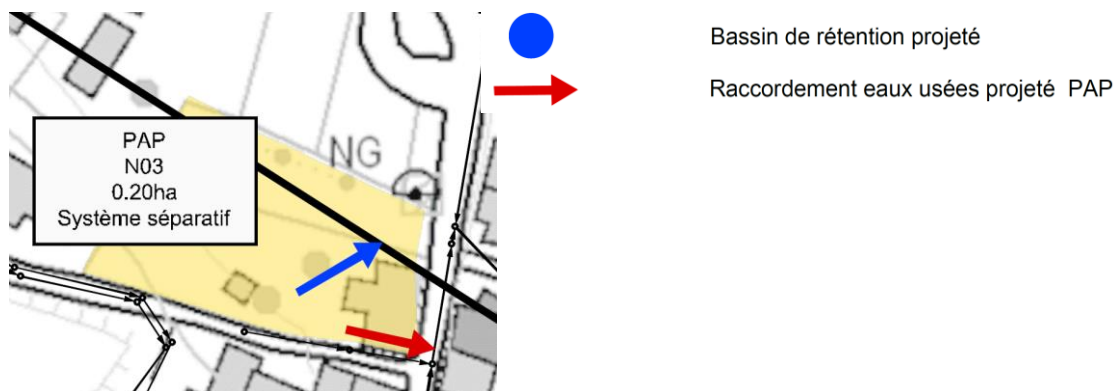 PAP
N03
0.20ha
Système séparatif
NG
Bassin de rétention projeté
Raccordement eaux usées projeté PAP